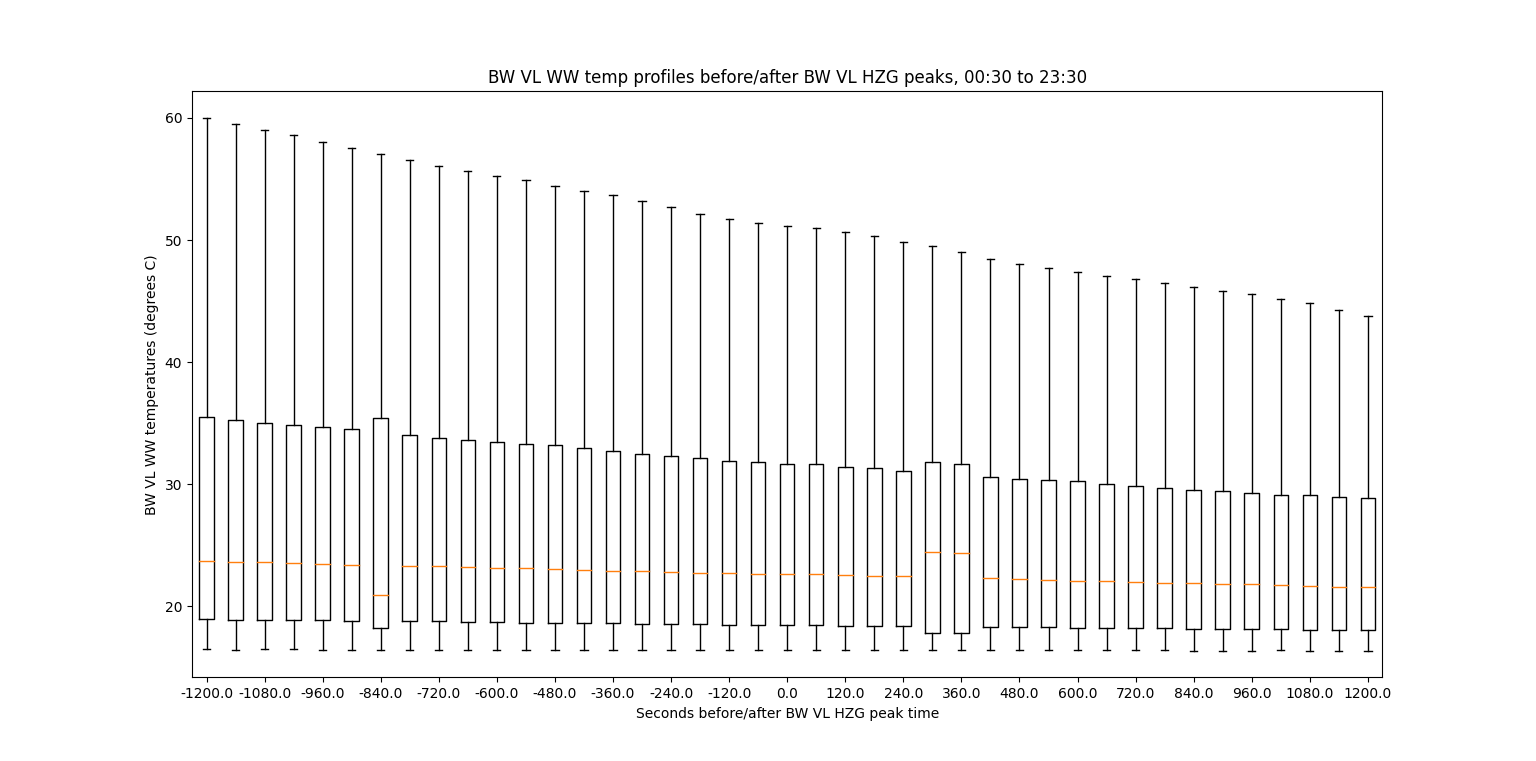 BW VL WW temp profiles before/after BW VL HZG peaks, 00:30 to 23:30
BW VL WW temperatures (degrees C)
60
50
40
30
20
-1200.0 -1080.0 -960.0 -840.0 -720.0 -600.0 -480.0 -360.0 -240.0 -120.0 0.0 120.0 240.0 360.0 480.0 600.0 720.0 840.0 960.0 1080.0 1200.0
Seconds before/after BW VL HZG peak time